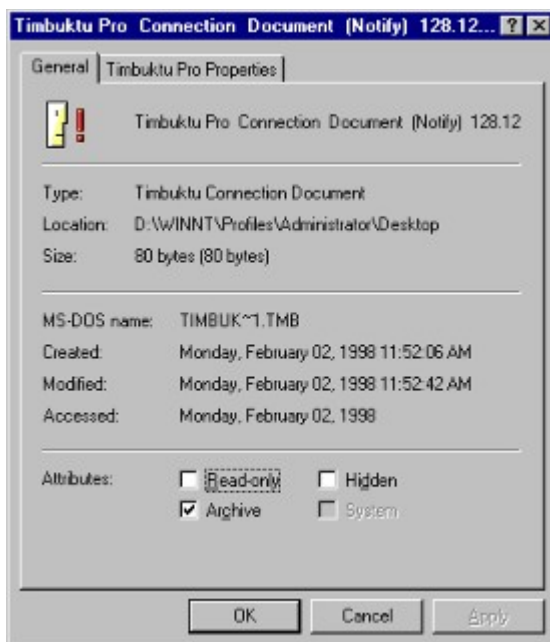 Timbuktu Pro Connection Document (Notify) 128.12...
General Timbuktu Pro Properties
Timbuktu Pro Connection Document (Notify) 128.12
Type: Timbuktu Connection Document
Location: D:\WINNT\Profiles\Administrator\Desktop
Size: 80 bytes (80 bytes)
MS-DOS name: TIMBUK~1.TMB
Created: Monday, February 02, 1998 11:52:06 AM
Modified: Monday, February 02, 1998 11:52:42 AM
Accessed: Monday, February 02, 1998
Attributes: Read-only Hidden
Archive System
OK Cancel Apply